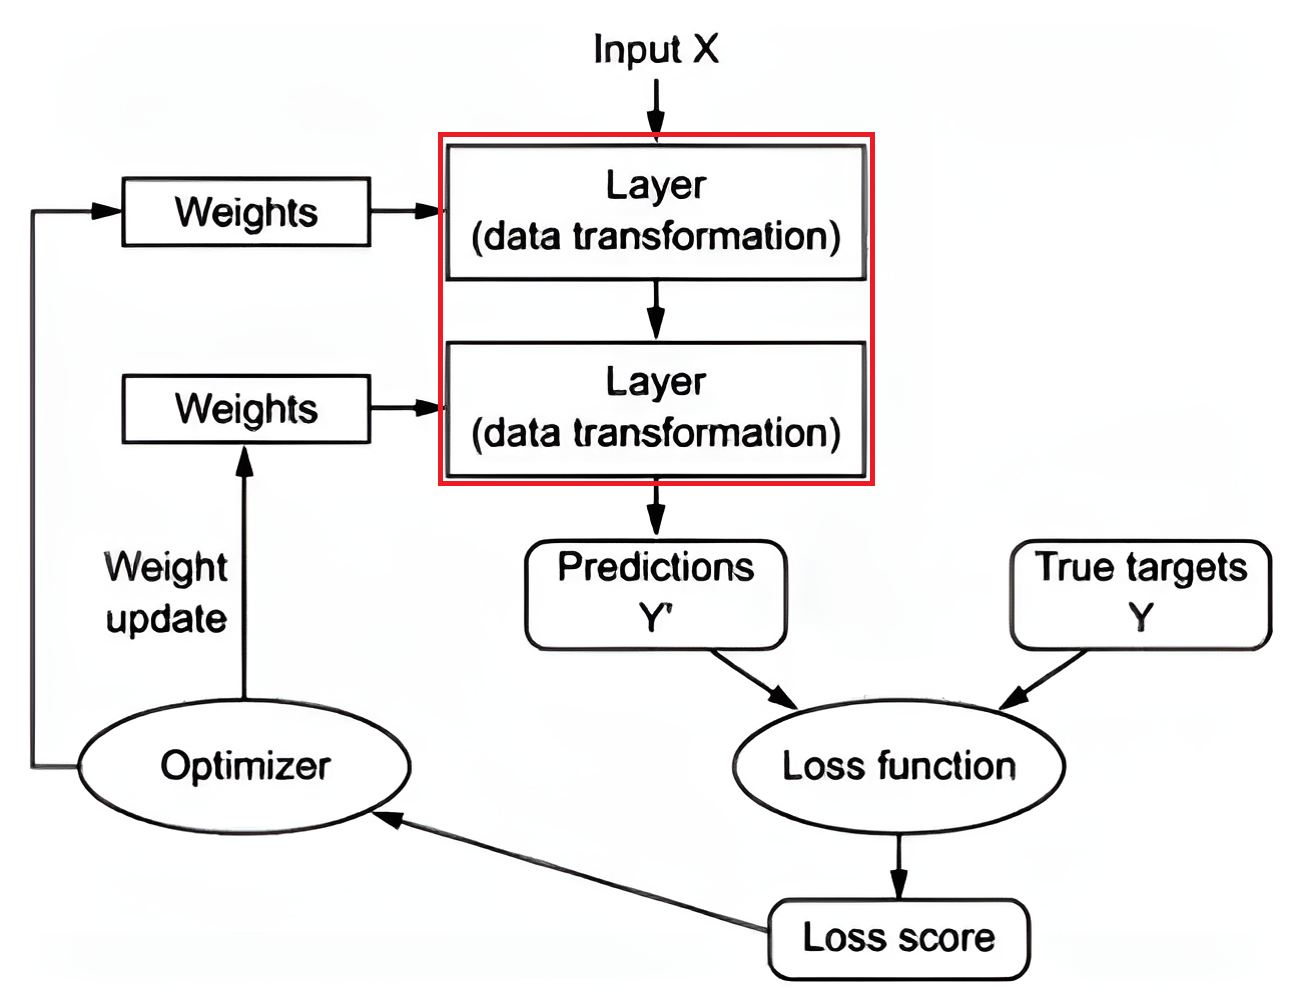 Input X
Layer
(data transformation)
Weights
Layer
(data transformation)
Weights
Weight
update
Predictions
Y'
True targets
Y
Optimizer
Loss function
Loss score